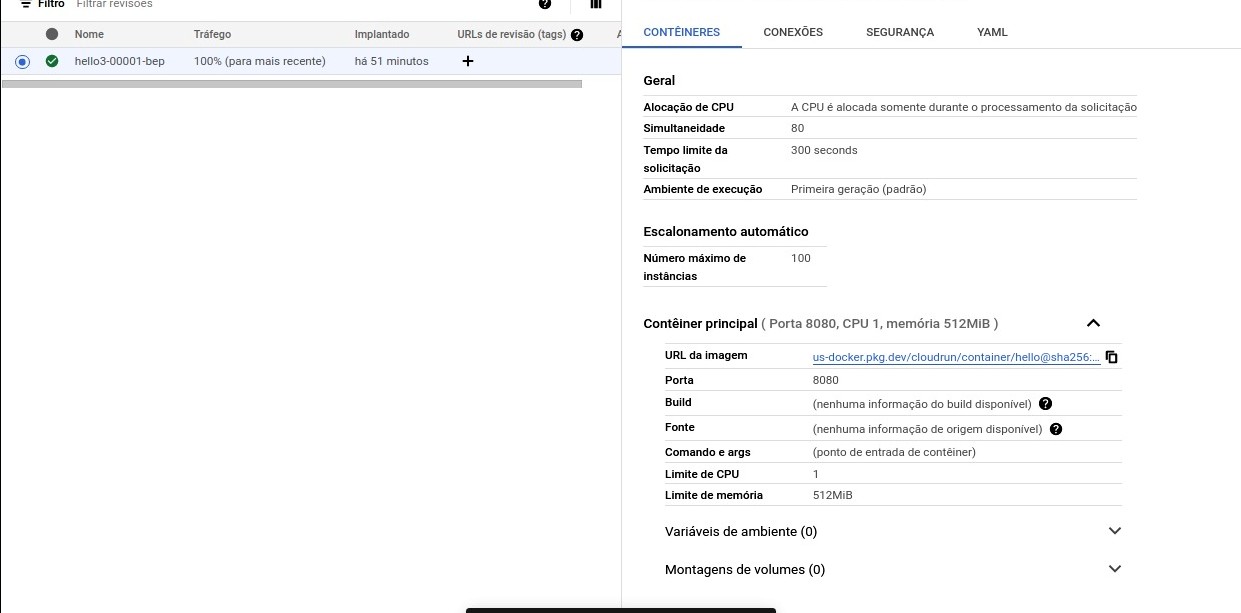 Filtro Filtrar revisões
Nome Tráfego Implantado URLs de revisão (tags)
hello3-00001-bep 100% (para mais recente) há 51 minutos
CONTÊINERES CONEXÕES SEGURANÇA YAML
Geral
Alocação de CPU A CPU é alocada somente durante o processamento da solicitação
Simultaneidade 80
Tempo limite da 300 seconds
solicitação
Ambiente de execução Primeira geração (padrão)
Escalonamento automático
Número máximo de 100
instâncias
Contêiner principal ( Porta 8080, CPU 1, memória 512MiB )
URL da imagem us-docker.pkg.dev/cloudrun/container/hello@sha256:...
Porta 8080
Build (nenhuma informação do build disponível)
Fonte (nenhuma informação de origem disponível)
Comando e args (ponto de entrada de contêiner)
Limite de CPU 1
Limite de memória 512MiB
Variáveis de ambiente (0)
Montagens de volumes (0)